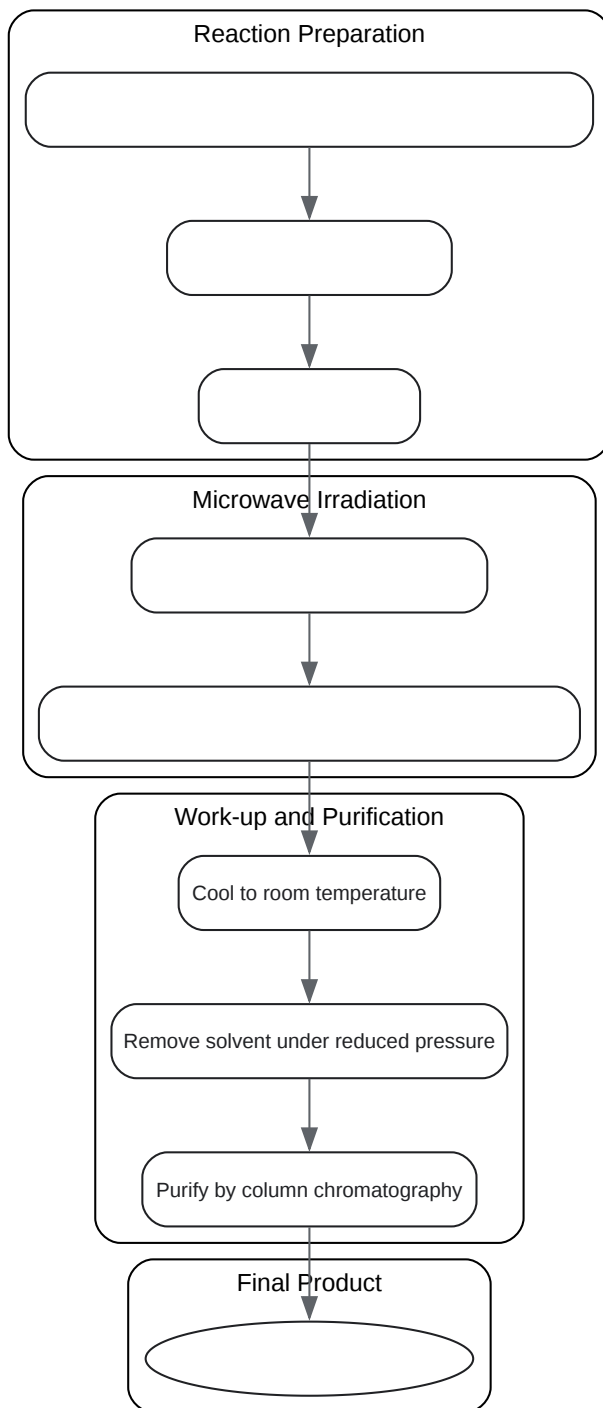 Reaction Preparation
Microwave Irradiation
Work-up and Purification
Cool to room temperature
Remove solvent under reduced pressure
Purify by column chromatography
Final Product